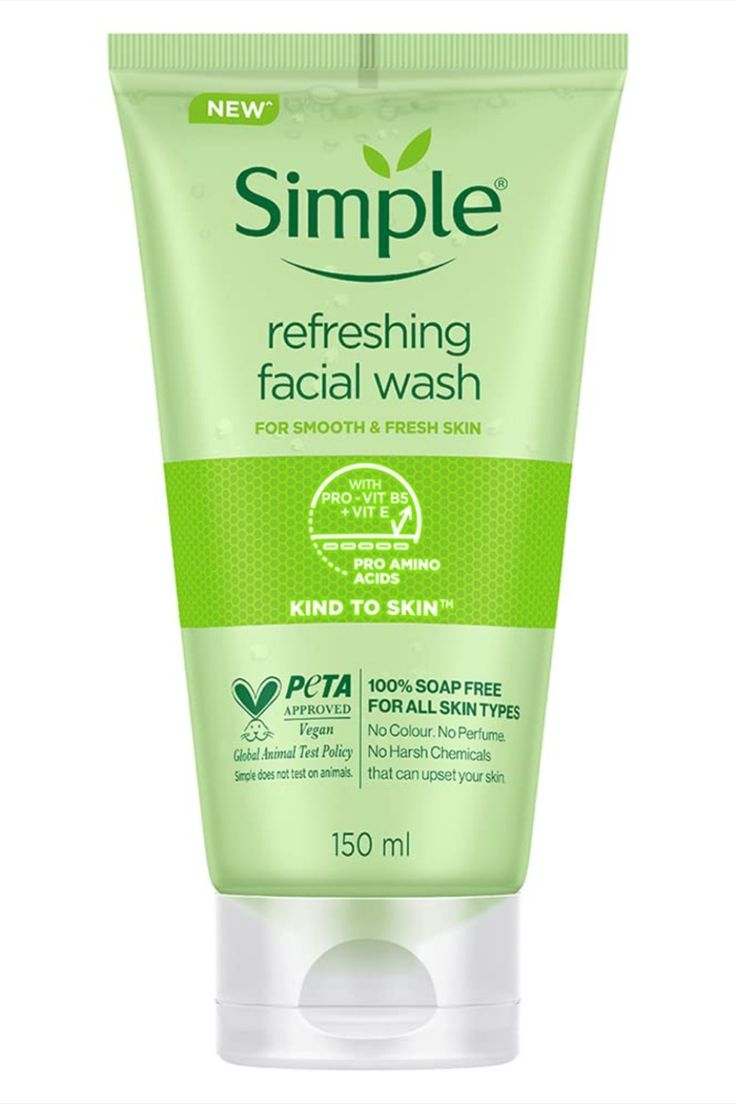 NEW^
Simple®
refreshing
facial wash
FOR SMOOTH & FRESH SKIN
WITH
PRO-VIT B5
+ VIT E
PRO AMINO
ACIDS
KIND TO SKIN™
PETA
APPROVED
Vegan
Global Animal Test Policy
Simple does not test on animals.
100% SOAP FREE
FOR ALL SKIN TYPES
No Colour. No Perfume.
No Harsh Chemicals
that can upset your skin.
150 ml